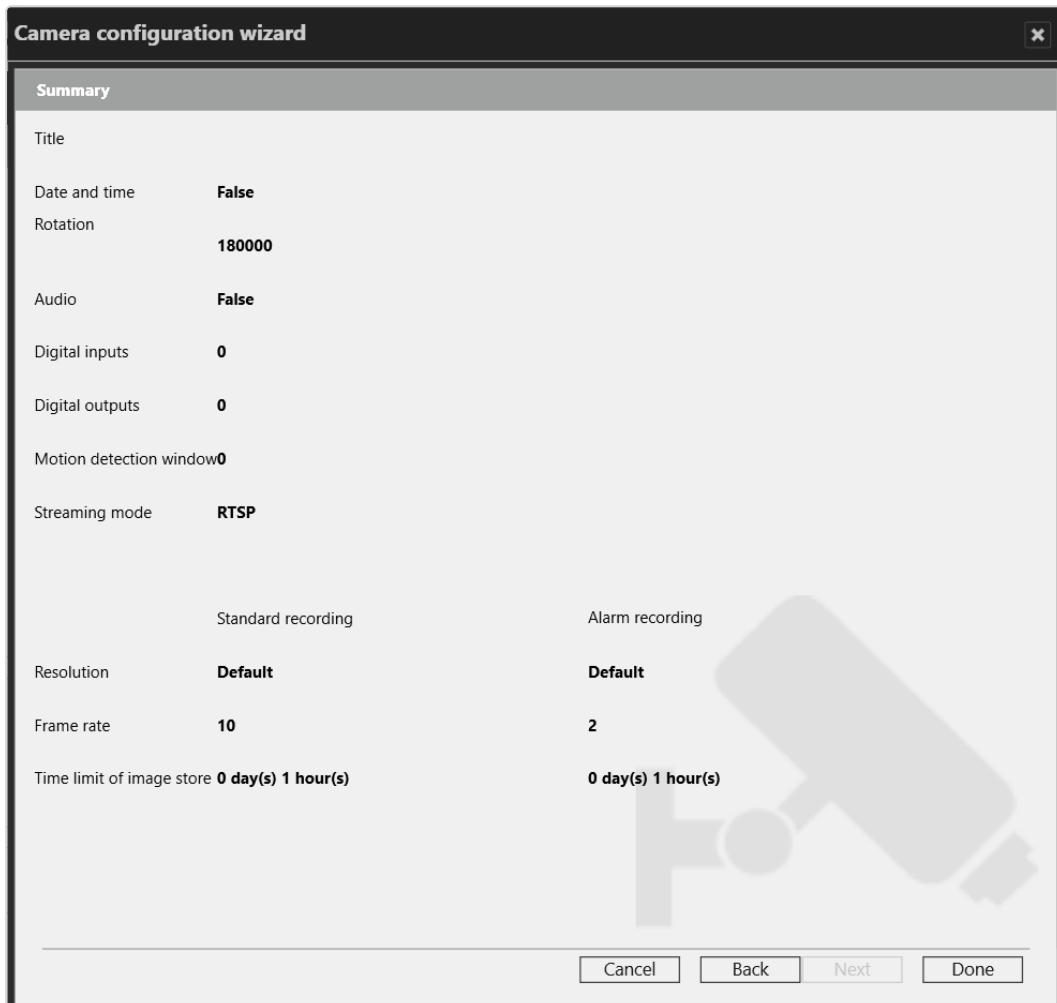 Camera configuration wizard
Summary
Title
Date and time False
Rotation
180000
Audio False
Digital inputs 0
Digital outputs 0
Motion detection window0
Streaming mode RTSP
Standard recording Alarm recording
Resolution Default Default
Frame rate 10 2
Time limit of image store 0 day(s) 1 hour(s) 0 day(s) 1 hour(s)
Cancel Back Next Done